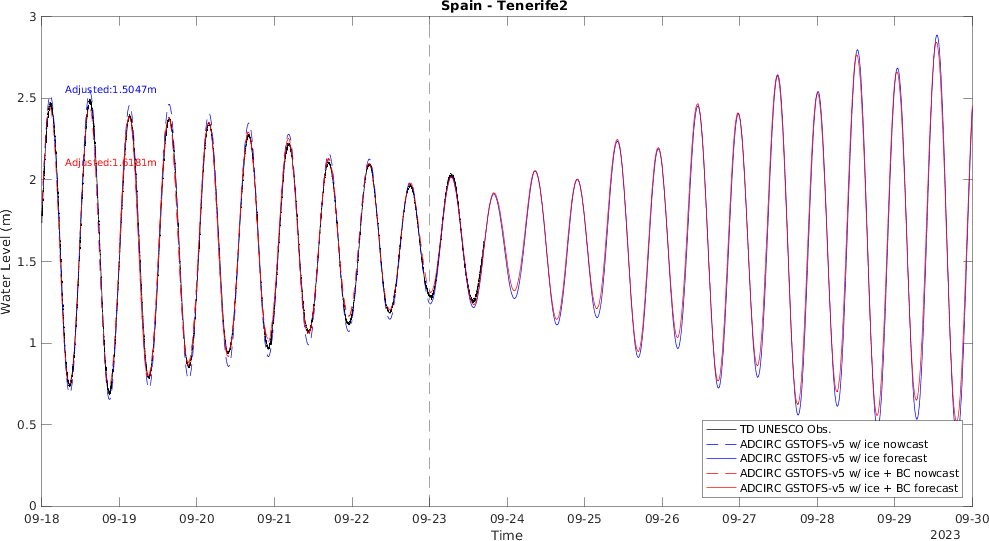 Spain - Tenerife2
3
2.5
2
1.5
1
0.5
0
Water Level (m)
Adjusted:1.5047m
Adjusted:1.6181m
TD UNESCO Obs.
ADCIRC GSTOFS-v5 w/ ice nowcast
ADCIRC GSTOFS-v5 w/ ice forecast
ADCIRC GSTOFS-v5 w/ ice + BC nowcast
ADCIRC GSTOFS-v5 w/ ice + BC forecast
09-18 09-19 09-20 09-21 09-22 09-23 09-24 09-25 09-26 09-27 09-28 09-29 09-30
Time
2023